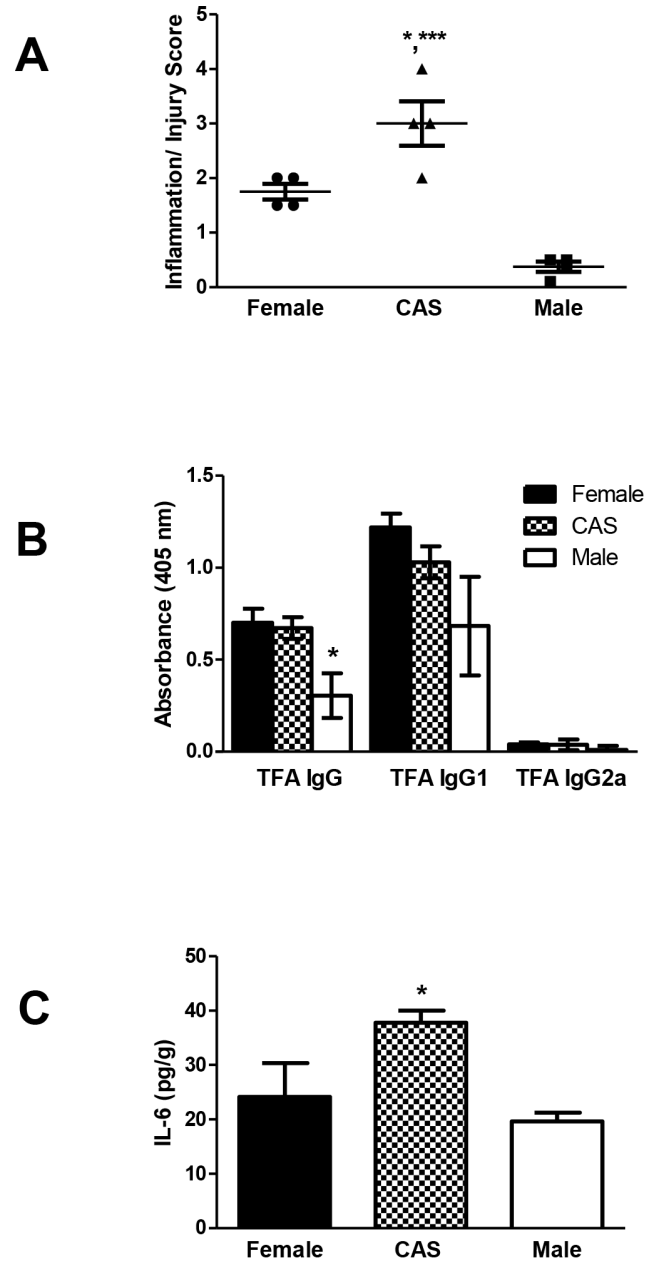 A
Inflammation/ Injury Score
5
4
3
2
1
0
*,***
Female CAS Male
B
Absorbance (405 nm)
1.5
1.0
0.5
0.0
Female
CAS
Male
*
TFA IgG TFA IgG1 TFA IgG2a
C
IL-6 (pg/g)
50
40
30
20
10
0
*
Female CAS Male